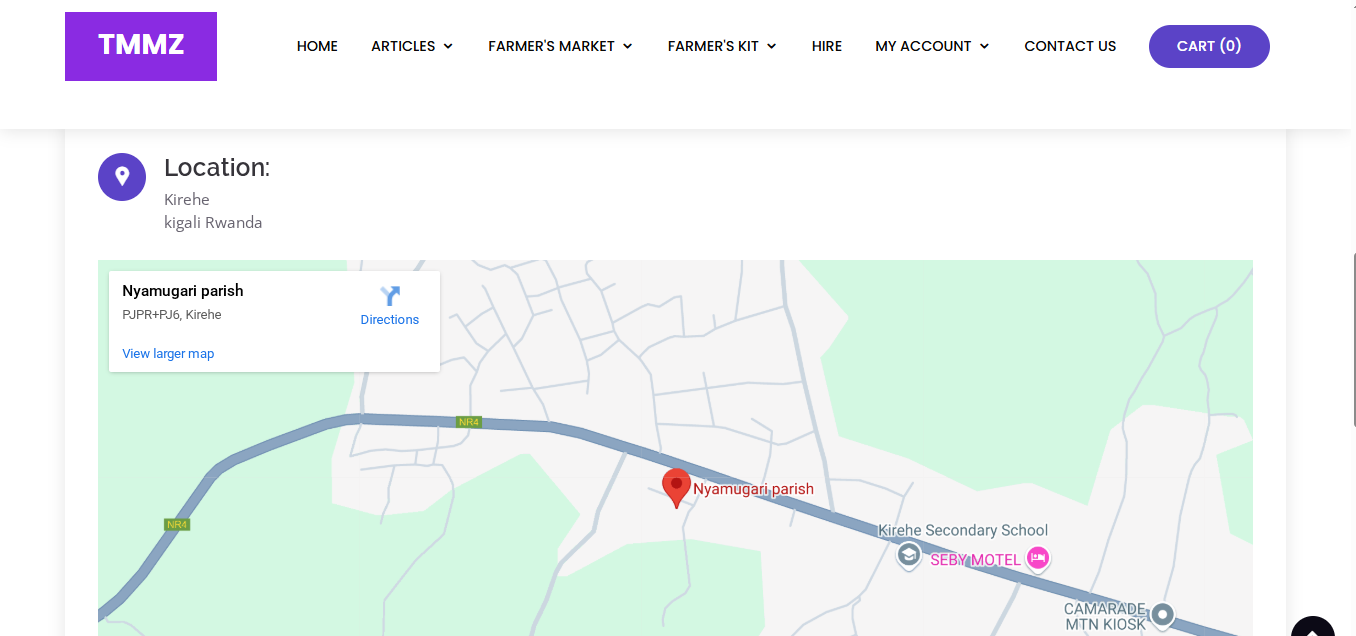 TMMZ
HOME
ARTICLES
FARMER'S MARKET
FARMER'S KIT
HIRE
MY ACCOUNT
CONTACT US
CART (0)
Location:
Kirehe
kigali Rwanda
Nyamugari parish
PJPR+PJ6, Kirehe
Directions
View larger map
NR4
Nyamugari parish
NR4
Kirehe Secondary School
SEBY MOTEL
CAMARADE
MTN KIOSK